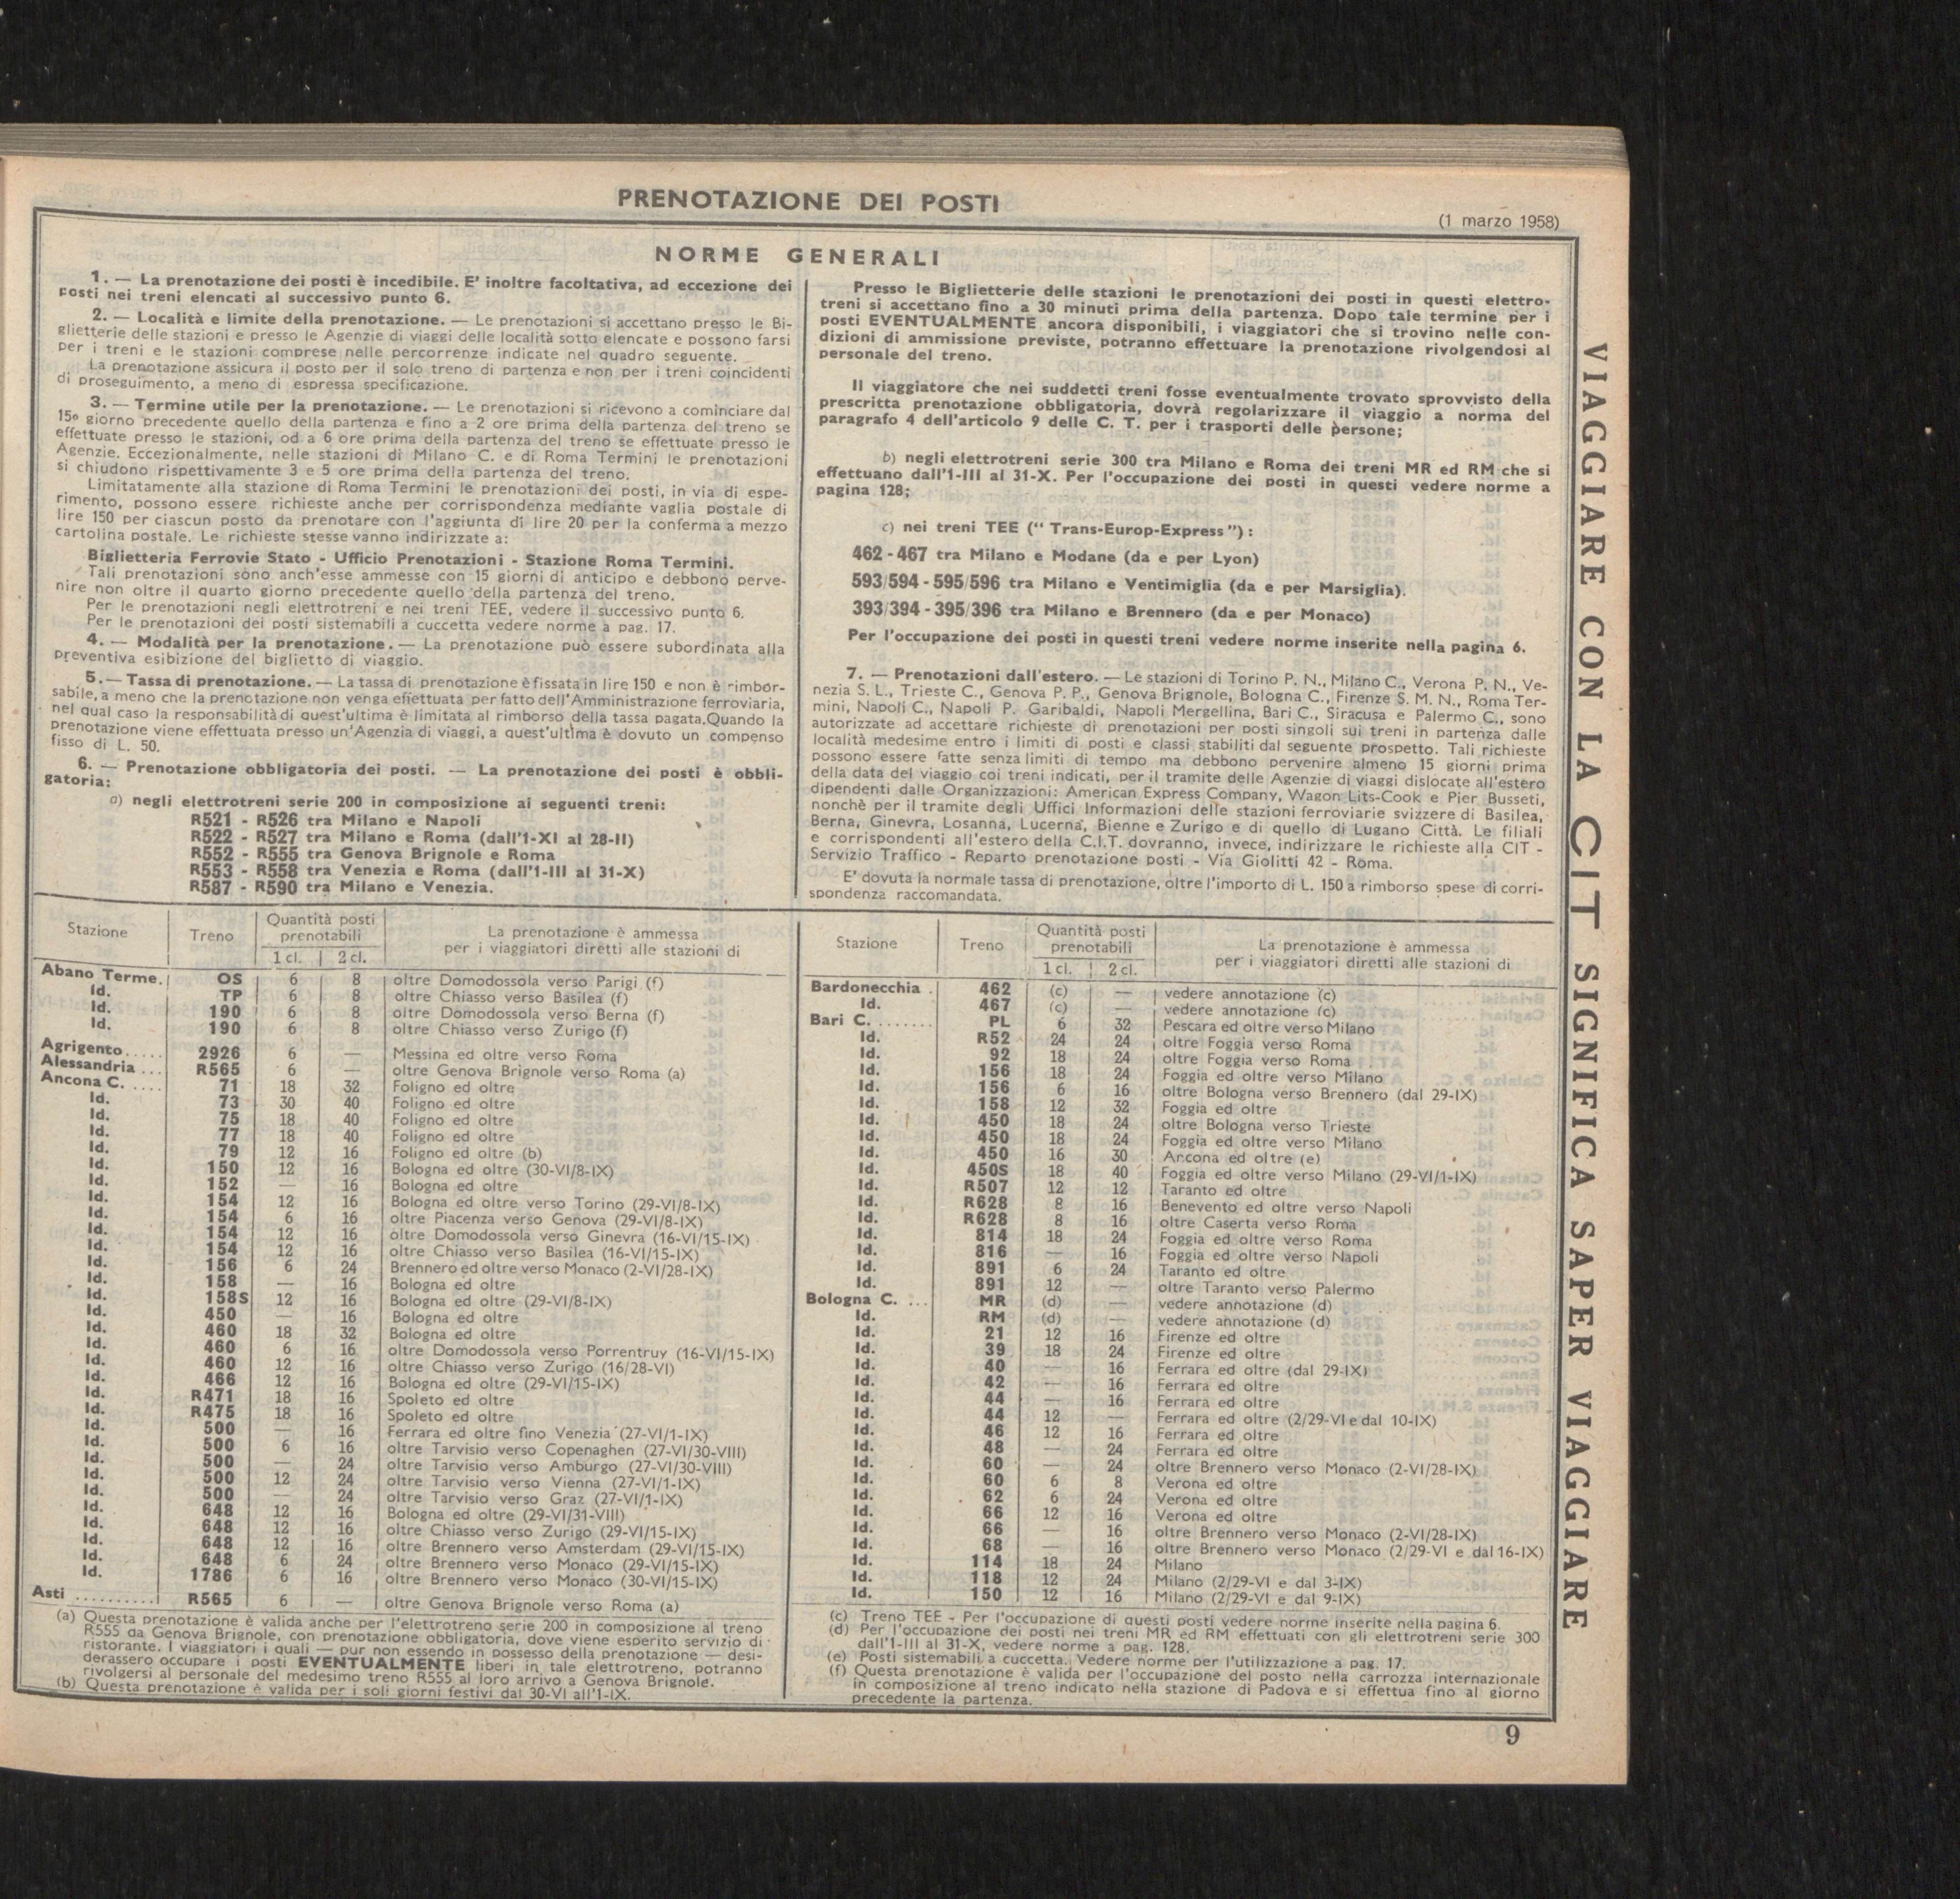 PRENOTAZIONE DEI POSTI
(1 marzo 1958)
NORME GENERALI
1. — La prenotazione dei posti è incedibile. E' inoltre facoltativa, ad eccezione dei
posti nei treni elencati al successivo punto 6.
2. — Località e limite della prenotazione. — Le prenotazioni si accettano presso le Bi-
glietterie delle stazioni e presso le Agenzie di viaggi delle località sotto elencate e possono farsi
per i treni e le stazioni comprese nelle percorrenze indicate nel quadro seguente.
La prenotazione assicura il posto per il solo treno di partenza e non per i treni coincidenti
di proseguimento, a meno di espressa specificazione.
3. — Termine utile per la prenotazione. — Le prenotazioni si ricevono a cominciare dal
15º giorno precedente quello della partenza e fino a 2 ore prima della partenza del treno se
effettuate presso le stazioni, od a 6 ore prima della partenza del treno se effettuate presso le
Agenzie. Eccezionalmente, nelle stazioni di Milano C. e di Roma Termini le prenotazioni
si chiudono rispettivamente 3 e 5 ore prima della partenza del treno.
Limitatamente alla stazione di Roma Termini le prenotazioni dei posti, in via di espe-
rimento, possono essere richieste anche per corrispondenza mediante vaglia postale di
lire 150 per ciascun posto da prenotare con l'aggiunta di lire 20 per la conferma a mezzo
cartolina postale. Le richieste stesse vanno indirizzate a:
Biglietteria Ferrovie Stato - Ufficio Prenotazioni - Stazione Roma Termini.
Tali prenotazioni sono anch'esse ammesse con 15 giorni di anticipo e debbono perve-
nire non oltre il quarto giorno precedente quello della partenza del treno.
Per le prenotazioni negli elettrotreni e nei treni TEE, vedere il successivo punto 6.
Per le prenotazioni dei posti sistemabili a cuccetta vedere norme a pag. 17.
4. — Modalità per la prenotazione. — La prenotazione può essere subordinata alla
preventiva esibizione del biglietto di viaggio.
5. — Tassa di prenotazione. — La tassa di prenotazione è fissata in lire 150 e non è rimbor-
sabile, a meno che la prenotazione non venga effettuata per fatto dell'Amministrazione ferroviaria,
nel qual caso la responsabilità di quest'ultima è limitata al rimborso della tassa pagata. Quando la
prenotazione viene effettuata presso un'Agenzia di viaggi, a quest'ultima è dovuto un compenso
fisso di L. 50.
6. — Prenotazione obbligatoria dei posti. — La prenotazione dei posti è obbli-
gatoria:
a) negli elettrotreni serie 200 in composizione ai seguenti treni:
R521 - R526 tra Milano e Napoli
R522 - R527 tra Milano e Roma (dall'1-XI al 28-II)
R552 - R555 tra Genova Brignole e Roma
R553 - R558 tra Venezia e Roma (dall'1-III al 31-X)
R587 - R590 tra Milano e Venezia.
Presso le Biglietterie delle stazioni le prenotazioni dei posti in questi elettro-
treni si accettano fino a 30 minuti prima della partenza. Dopo tale termine per i
posti EVENTUALMENTE ancora disponibili, i viaggiatori che si trovino nelle con-
dizioni di ammissione previste, potranno effettuare la prenotazione rivolgendosi al
personale del treno.
Il viaggiatore che nei suddetti treni fosse eventualmente trovato sprovvisto della
prescritta prenotazione obbligatoria, dovrà regolarizzare il viaggio a norma del
paragrafo 4 dell'articolo 9 delle C. T. per i trasporti delle persone;
b) negli elettrotreni serie 300 tra Milano e Roma dei treni MR ed RM che si
effettuano dall'1-III al 31-X. Per l'occupazione dei posti in questi vedere norme a
pagina 128;
c) nei treni TEE (" Trans-Europ-Express ") :
462 - 467 tra Milano e Modane (da e per Lyon)
593/594 - 595/596 tra Milano e Ventimiglia (da e per Marsiglia).
393/394 - 395/396 tra Milano e Brennero (da e per Monaco)
Per l'occupazione dei posti in questi treni vedere norme inserite nella pagina 6.
7. — Prenotazioni dall'estero. — Le stazioni di Torino P. N., Milano C., Verona P. N., Ve-
nezia S. L., Trieste C., Genova P. P., Genova Brignole, Bologna C., Firenze S. M. N., Roma Ter-
mini, Napoli C., Napoli P. Garibaldi, Napoli Mergellina, Bari C., Siracusa e Palermo C., sono
autorizzate ad accettare richieste di prenotazioni per posti singoli sui treni in partenza dalle
località medesime entro i limiti di posti e classi stabiliti dal seguente prospetto. Tali richieste
possono essere fatte senza limiti di tempo ma debbono pervenire almeno 15 giorni prima
della data del viaggio coi treni indicati, per il tramite delle Agenzie di viaggi dislocate all'estero
dipendenti dalle Organizzazioni: American Express Company, Wagon Lits-Cook e Pier Busseti,
nonchè per il tramite degli Uffici Informazioni delle stazioni ferroviarie svizzere di Basilea,
Berna, Ginevra, Losanna, Lucerna, Bienne e Zurigo e di quello di Lugano Città. Le filiali
e corrispondenti all'estero della C.I.T. dovranno, invece, indirizzare le richieste alla CIT -
Servizio Traffico - Reparto prenotazione posti - Via Giolitti 42 - Roma.
E' dovuta la normale tassa di prenotazione, oltre l'importo di L. 150 a rimborso spese di corri-
spondenza raccomandata.
Stazione Treno Quantità posti prenotabili 1 cl. 2 cl. La prenotazione è ammessa per i viaggiatori diretti alle stazioni di
Abano Terme. OS 6 8 oltre Domodossola verso Parigi (f)
Id. TP 6 8 oltre Chiasso verso Basilea (f)
Id. 190 6 8 oltre Domodossola verso Berna (f)
Id. 190 6 8 oltre Chiasso verso Zurigo (f)
Agrigento..... 2926 6 — Messina ed oltre verso Roma
Alessandria ... R565 6 — oltre Genova Brignole verso Roma (a)
Ancona C. .... 71 18 32 Foligno ed oltre
Id. 73 30 40 Foligno ed oltre
Id. 75 18 40 Foligno ed oltre
Id. 77 18 40 Foligno ed oltre
Id. 79 12 16 Foligno ed oltre (b)
Id. 150 12 16 Bologna ed oltre (30-VI/8-IX)
Id. 152 — 16 Bologna ed oltre
Id. 154 12 16 Bologna ed oltre verso Torino (29-VI/8-IX)
Id. 154 6 16 oltre Piacenza verso Genova (29-VI/8-IX)
Id. 154 12 16 oltre Domodossola verso Ginevra (16-VI/15-IX)
Id. 154 12 16 oltre Chiasso verso Basilea (16-VI/15-IX)
Id. 156 6 24 Brennero ed oltre verso Monaco (2-VI/28-IX)
Id. 158 — 16 Bologna ed oltre
Id. 158S 12 16 Bologna ed oltre (29-VI/8-IX)
Id. 450 — 16 Bologna ed oltre
Id. 460 18 32 Bologna ed oltre
Id. 460 6 16 oltre Domodossola verso Porrentruy (16-VI/15-IX)
Id. 460 12 16 oltre Chiasso verso Zurigo (16/28-VI)
Id. 466 12 16 Bologna ed oltre (29-VI/15-IX)
Id. R471 18 16 Spoleto ed oltre
Id. R475 18 16 Spoleto ed oltre
Id. 500 — 16 Ferrara ed oltre fino Venezia (27-VI/1-IX)
Id. 500 6 16 oltre Tarvisio verso Copenaghen (27-VI/30-VIII)
Id. 500 — 24 oltre Tarvisio verso Amburgo (27-VI/30-VIII)
Id. 500 12 24 oltre Tarvisio verso Vienna (27-VI/1-IX)
Id. 500 — 24 oltre Tarvisio verso Graz (27-VI/1-IX)
Id. 648 12 16 Bologna ed oltre (29-VI/31-VIII)
Id. 648 12 16 oltre Chiasso verso Zurigo (29-VI/15-IX)
Id. 648 12 16 oltre Brennero verso Amsterdam (29-VI/15-IX)
Id. 648 6 24 oltre Brennero verso Monaco (29-VI/15-IX)
Id. 1786 6 16 oltre Brennero verso Monaco (30-VI/15-IX)
Asti .......... R565 6 — oltre Genova Brignole verso Roma (a)
(a) Questa prenotazione è valida anche per l'elettrotreno serie 200 in composizione al treno
R555 da Genova Brignole, con prenotazione obbligatoria, dove viene esperito servizio di
ristorante. I viaggiatori i quali — pur non essendo in possesso della prenotazione — desi-
derassero occupare i posti EVENTUALMENTE liberi in tale elettrotreno, potranno
rivolgersi al personale del medesimo treno R555 al loro arrivo a Genova Brignole.
(b) Questa prenotazione è valida per i soli giorni festivi dal 30-VI all'1-IX.
Stazione Treno Quantità posti prenotabili 1 cl. 2 cl. La prenotazione è ammessa per i viaggiatori diretti alle stazioni di
Bardonecchia . 462 (c) — vedere annotazione (c)
Id. 467 (c) — vedere annotazione (c)
Bari C. ....... PL 6 32 Pescara ed oltre verso Milano
Id. R52 24 24 oltre Foggia verso Roma
Id. 92 18 24 oltre Foggia verso Roma
Id. 156 18 24 Foggia ed oltre verso Milano
Id. 156 6 16 oltre Bologna verso Brennero (dal 29-IX)
Id. 158 12 32 Foggia ed oltre
Id. 450 18 24 oltre Bologna verso Trieste
Id. 450 18 24 Foggia ed oltre verso Milano
Id. 450 16 30 Ancona ed oltre (e)
Id. 450S 18 40 Foggia ed oltre verso Milano (29-VI/1-IX)
Id. R507 12 12 Taranto ed oltre
Id. R628 8 16 Benevento ed oltre verso Napoli
Id. R628 8 16 oltre Caserta verso Roma
Id. 814 18 24 Foggia ed oltre verso Roma
Id. 816 — 16 Foggia ed oltre verso Napoli
Id. 891 6 24 Taranto ed oltre
Id. 891 12 — oltre Taranto verso Palermo
Bologna C. ... MR (d) — vedere annotazione (d)
Id. RM (d) — vedere annotazione (d)
Id. 21 12 16 Firenze ed oltre
Id. 39 18 24 Firenze ed oltre
Id. 40 — 16 Ferrara ed oltre (dal 29-IX)
Id. 42 — 16 Ferrara ed oltre
Id. 44 — 16 Ferrara ed oltre
Id. 44 12 — Ferrara ed oltre (2/29-VI e dal 10-IX)
Id. 46 12 16 Ferrara ed oltre
Id. 48 — 24 Ferrara ed oltre
Id. 60 — 24 oltre Brennero verso Monaco (2-VI/28-IX)
Id. 60 6 8 Verona ed oltre
Id. 62 6 24 Verona ed oltre
Id. 66 12 16 Verona ed oltre
Id. 66 — 16 oltre Brennero verso Monaco (2-VI/28-IX)
Id. 68 — 16 oltre Brennero verso Monaco (2/29-VI e dal 16-IX)
Id. 114 18 24 Milano
Id. 118 12 24 Milano (2/29-VI e dal 3-IX)
Id. 150 12 16 Milano (2/29-VI e dal 9-IX)
(c) Treno TEE - Per l'occupazione di questi posti vedere norme inserite nella pagina 6.
(d) Per l'occupazione dei posti nei treni MR ed RM effettuati con gli elettrotreni serie 300
dall'1-III al 31-X, vedere norme a pag. 128.
(e) Posti sistemabili a cuccetta. Vedere norme per l'utilizzazione a pag. 17.
(f) Questa prenotazione è valida per l'occupazione del posto nella carrozza internazionale
in composizione al treno indicato nella stazione di Padova e si effettua fino al giorno
precedente la partenza.
VIAGGIARE CON LA CIT SIGNIFICA SAPER VIAGGIARE
9